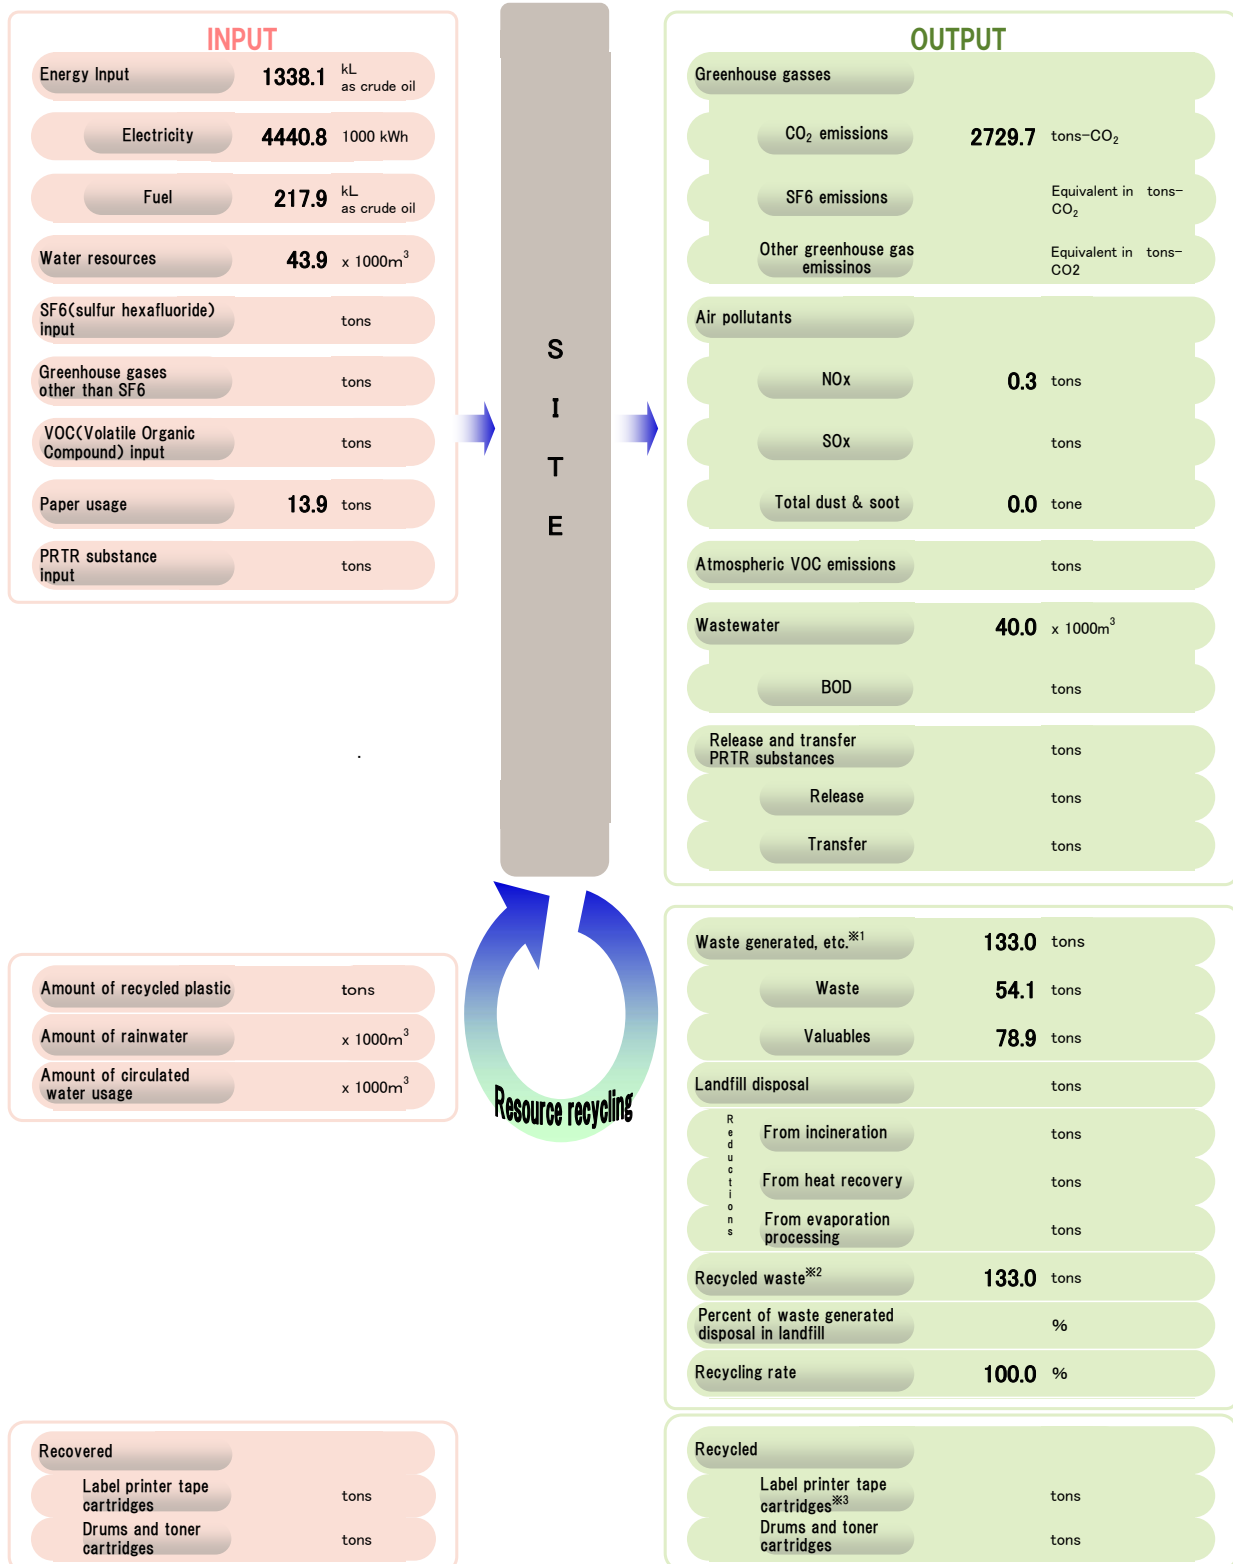 INPUT
Energy Input 1338.1 kL
as crude oil
Electricity 4440.8 1000 kWh
Fuel 217.9 kL
as crude oil
Water resources 43.9 x 1000m³
SF6(sulfur hexafluoride)
input tons
Greenhouse gases
other than SF6 tons
VOC(Volatile Organic
Compound) input tons
Paper usage 13.9 tons
PRTR substance
input tons
S
I
T
E
OUTPUT
Greenhouse gasses
CO₂ emissions 2729.7 tons-CO₂
SF6 emissions Equivalent in tons-
CO₂
Other greenhouse gas
emissinos Equivalent in tons-
CO2
Air pollutants
NOx 0.3 tons
SOx tons
Total dust & soot 0.0 tone
Atmospheric VOC emissions tons
Wastewater 40.0 x 1000m³
BOD tons
Release and transfer
PRTR substances tons
Release tons
Transfer tons
Amount of recycled plastic tons
Amount of rainwater x 1000m³
Amount of circulated
water usage x 1000m³
Resource recycling
Waste generated, etc.※1 133.0 tons
Waste 54.1 tons
Valuables 78.9 tons
Landfill disposal tons
Reductions
From incineration tons
From heat recovery tons
From evaporation
processing tons
Recycled waste※2 133.0 tons
Percent of waste generated
disposal in landfill %
Recycling rate 100.0 %
Recovered
Label printer tape
cartridges tons
Drums and toner
cartridges tons
Recycled
Label printer tape
cartridges※3 tons
Drums and toner
cartridges tons